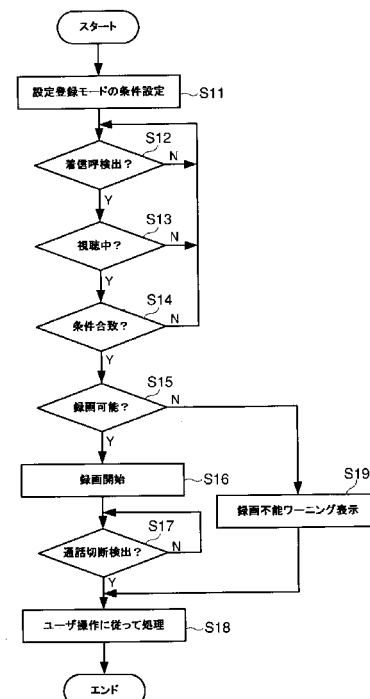 スタート
設定登録モードの条件設定
S11
S12
着信呼検出?
N
Y
S13
視聴中?
N
Y
S14
条件合致?
N
Y
S15
録画可能?
N
Y
録画開始
S16
S19
録画不能ワーニング表示
S17
通話切断検出?
N
Y
ユーザ操作に従って処理
S18
エンド